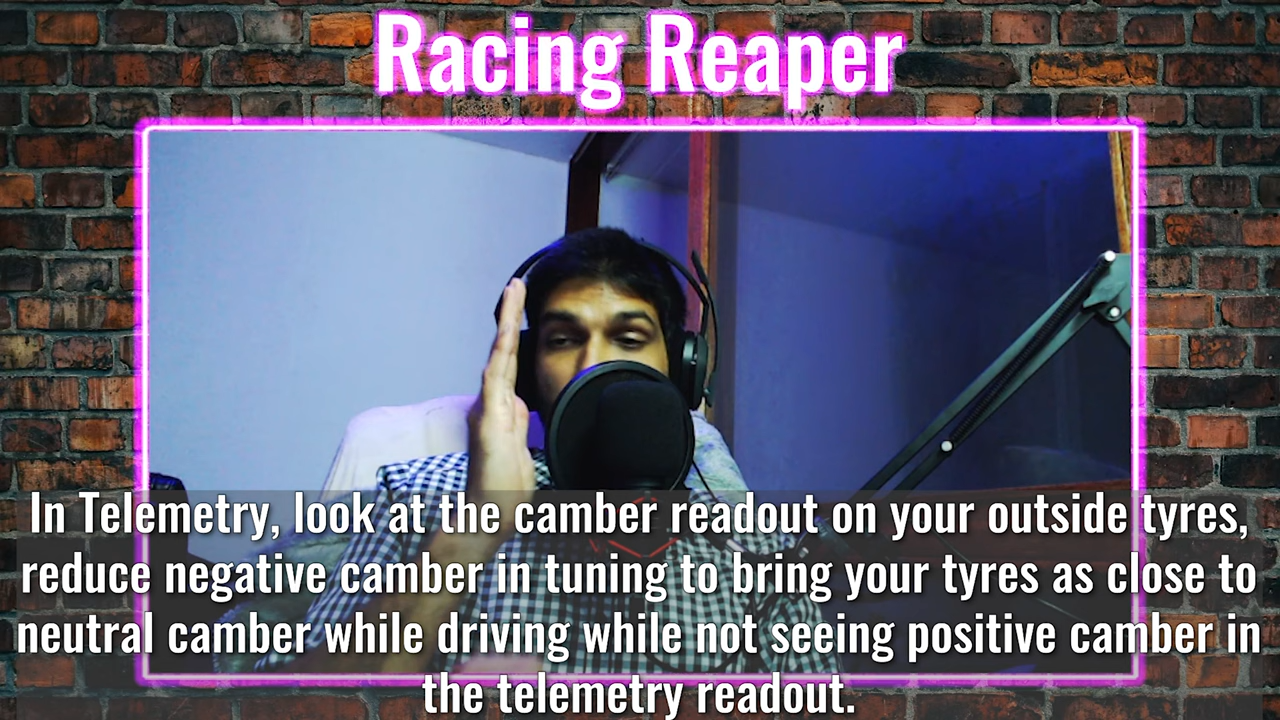 Racing Reaper
In Telemetry, look at the camber readout on your outside tyres,
reduce negative camber in tuning to bring your tyres as close to
neutral camber while driving while not seeing positive camber in
the telemetry readout.